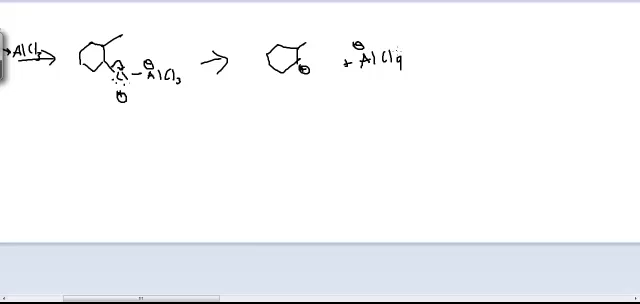 AlCl₃
⊖
Cl - AlCl₃
⊕
⊕
⊖
+ AlCl₄